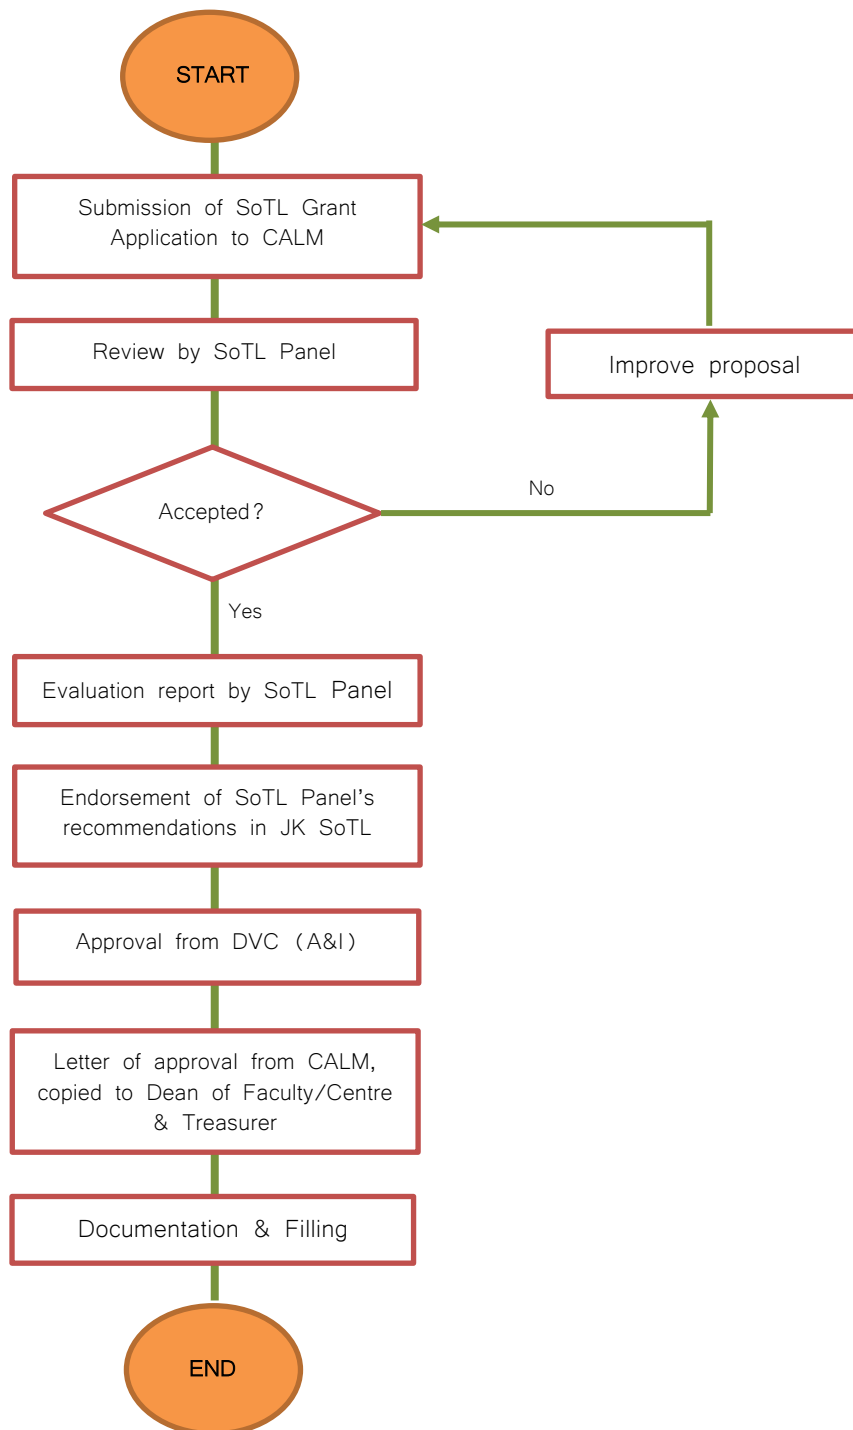 START
Submission of SoTL Grant
Application to CALM
Review by SoTL Panel
Improve proposal
Accepted?
No
Yes
Evaluation report by SoTL Panel
Endorsement of SoTL Panel's
recommendations in JK SoTL
Approval from DVC (A&I)
Letter of approval from CALM,
copied to Dean of Faculty/Centre
& Treasurer
Documentation & Filling
END